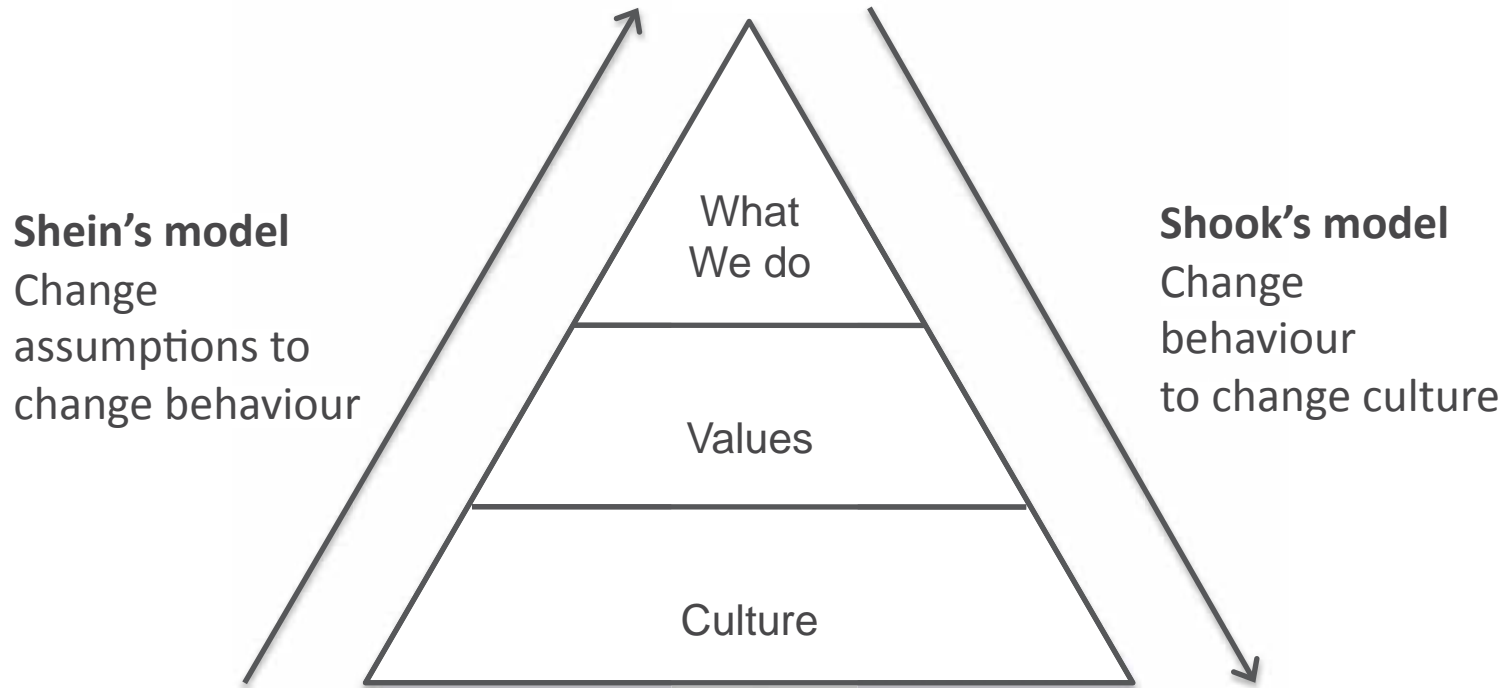 Shein's model
Change
assumptions to
change behaviour
What
We do
Values
Culture
Shook's model
Change
behaviour
to change culture